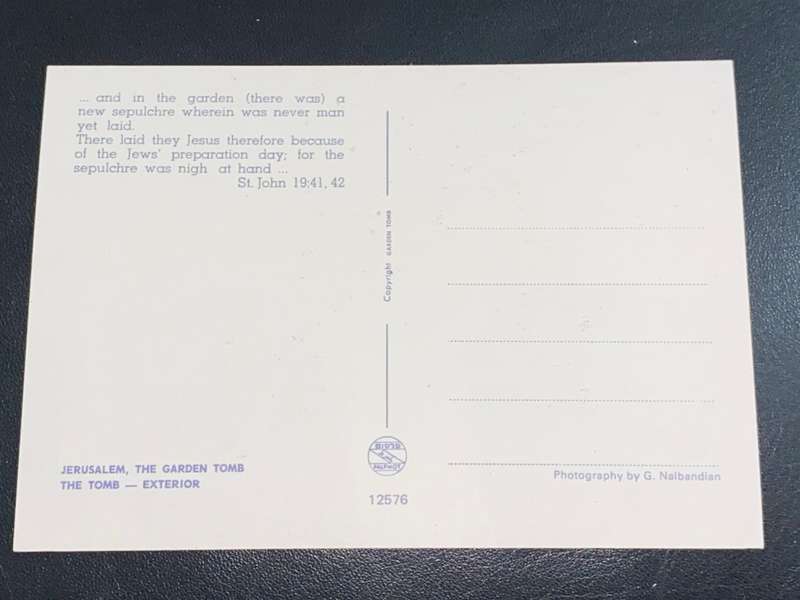 ... and in the garden (there was) a
new sepulchre wherein was never man
yet laid.
There laid they Jesus therefore because
of the Jews' preparation day; for the
sepulchre was nigh at hand ...
St. John 19:41, 42
Copyright GARDEN TOMB
JERUSALEM, THE GARDEN TOMB
THE TOMB — EXTERIOR
PALPHOT
12576
Photography by G. Nalbandian